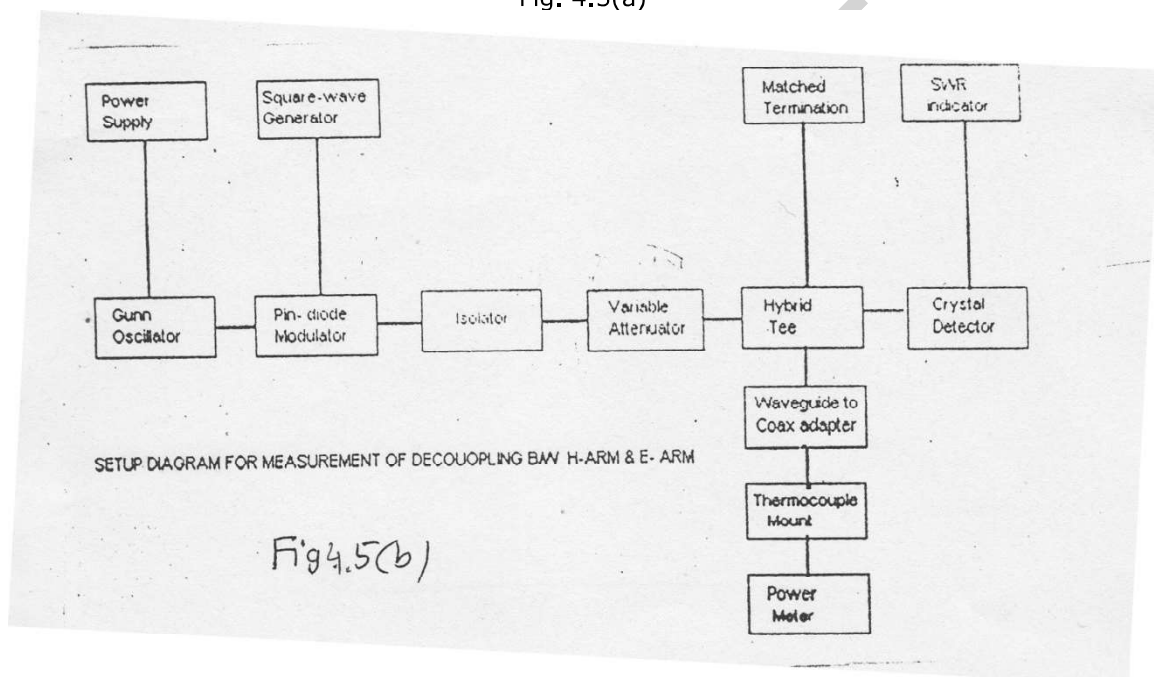 Fig. 4.5(a)
Power
Supply
Square-wave
Generator
Matched
Termination
SWR
indicator
Gunn
Oscillator
Pin- diode
Modulator
Isolator
Variable
Attenuator
Hybrid
Tee
Crystal
Detector
Waveguide to
Coax adapter
SETUP DIAGRAM FOR MEASUREMENT OF DECOUOPLING B/W H-ARM & E- ARM
Thermocouple
Mount
Fig4.5(b)
Power
Meter